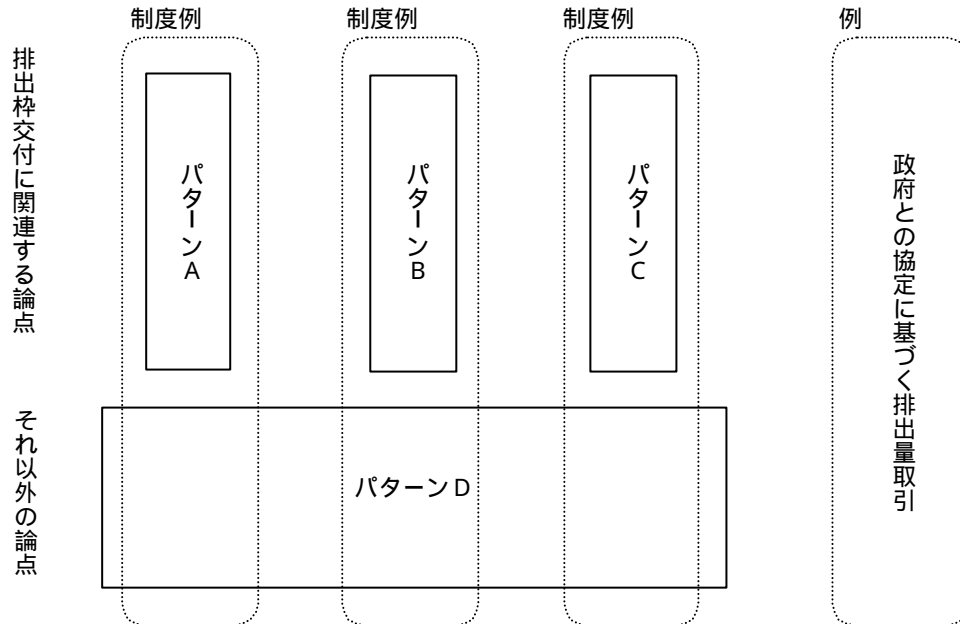 制度例
制度例
制度例
例
排出枠交付に関連する論点
パターンA
パターンB
パターンC
政府との協定に基づく排出量取引
それ以外の論点
パターンD